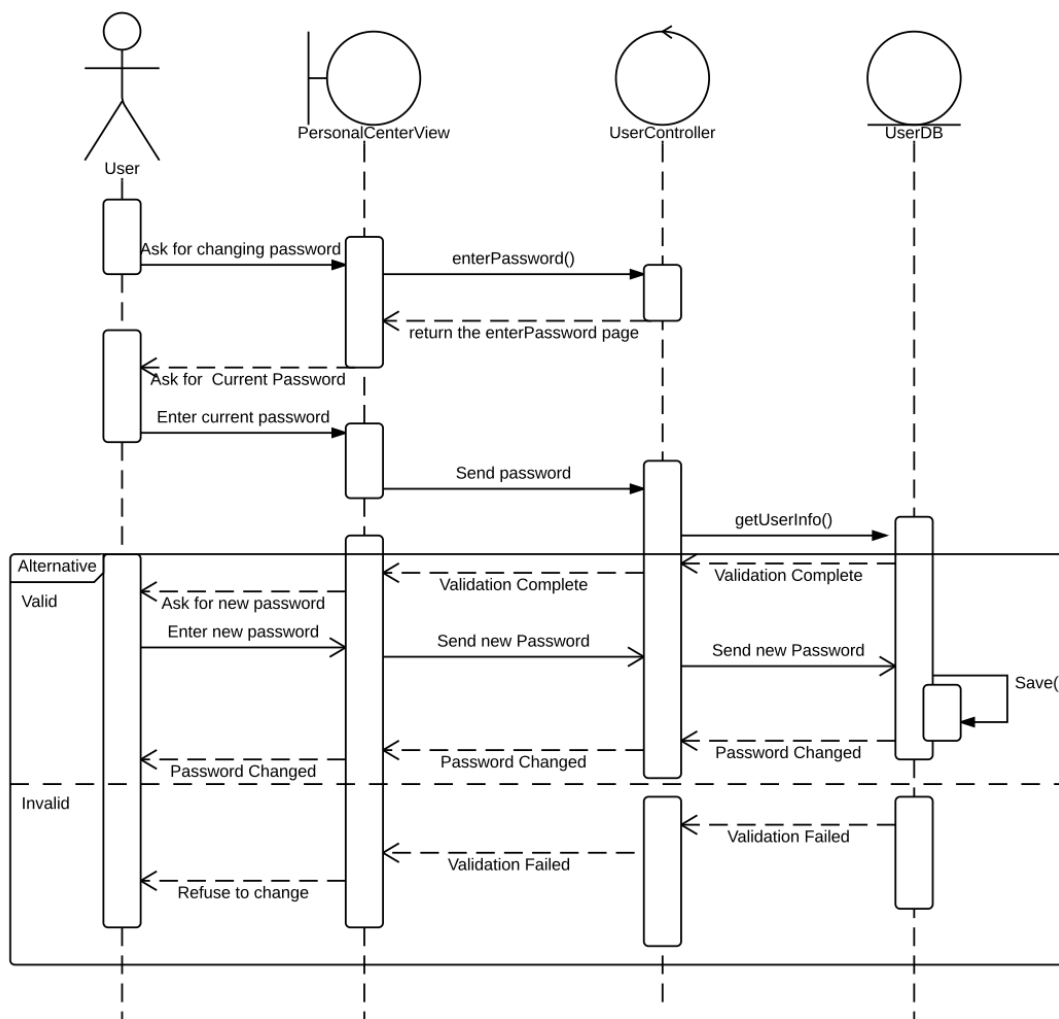 User
PersonalCenterView
UserController
UserDB
Ask for changing password
enterPassword()
return the enterPassword page
Ask for  Current Password
Enter current password
Send password
getUserInfo()
Alternative
Valid
Validation Complete
Validation Complete
Ask for new password
Enter new password
Send new Password
Send new Password
Save(
Password Changed
Password Changed
Password Changed
Invalid
Validation Failed
Validation Failed
Refuse to change